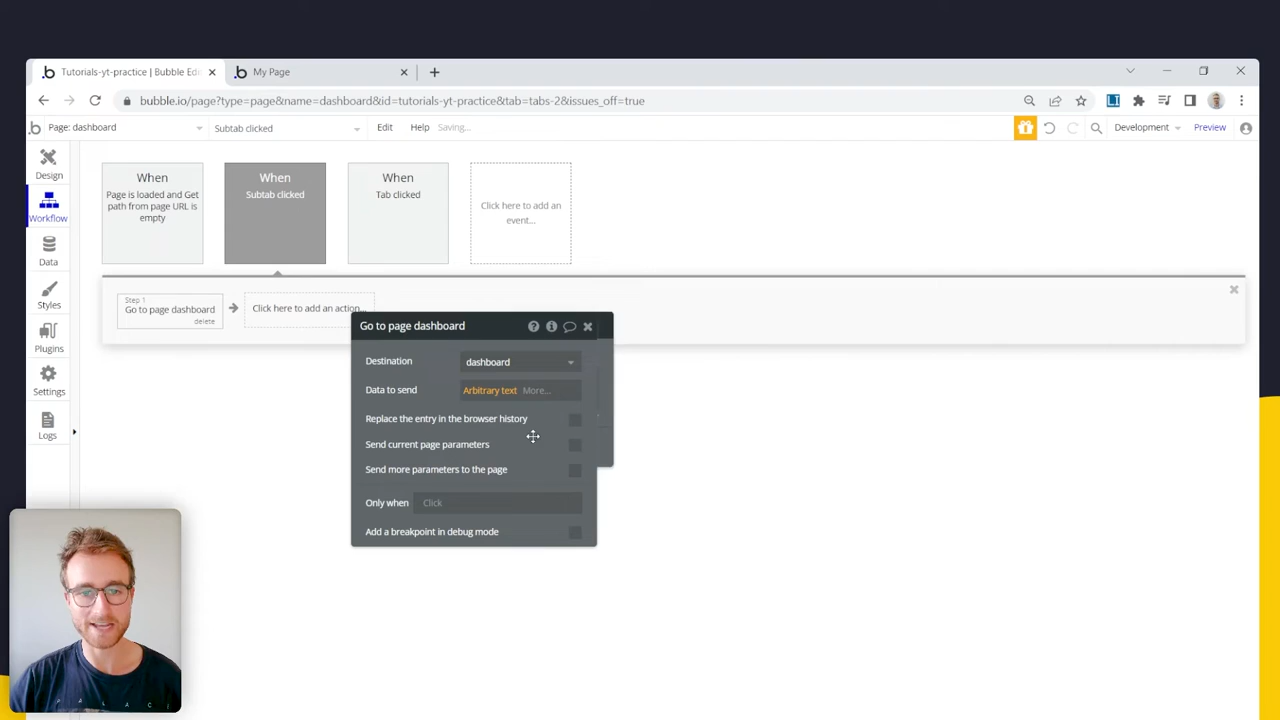 Tutorials-yt-practice | Bubble Edi
My Page
bubble.io/page?type=page&name=dashboard&id=tutorials-yt-practice&tab=tabs-2&issues_off=true
Page: dashboard
Subtab clicked
Edit
Help
Saving...
Development
Preview
Design
Workflow
Data
Styles
Plugins
Settings
Logs
When
Page is loaded and Get
path from page URL is
empty
When
Subtab clicked
When
Tab clicked
Click here to add an
event...
Step 1
Go to page dashboard
delete
Click here to add an action...
Go to page dashboard
Destination
dashboard
Data to send
Arbitrary text More...
Replace the entry in the browser history
Send current page parameters
Send more parameters to the page
Only when
Click
Add a breakpoint in debug mode
PALAC